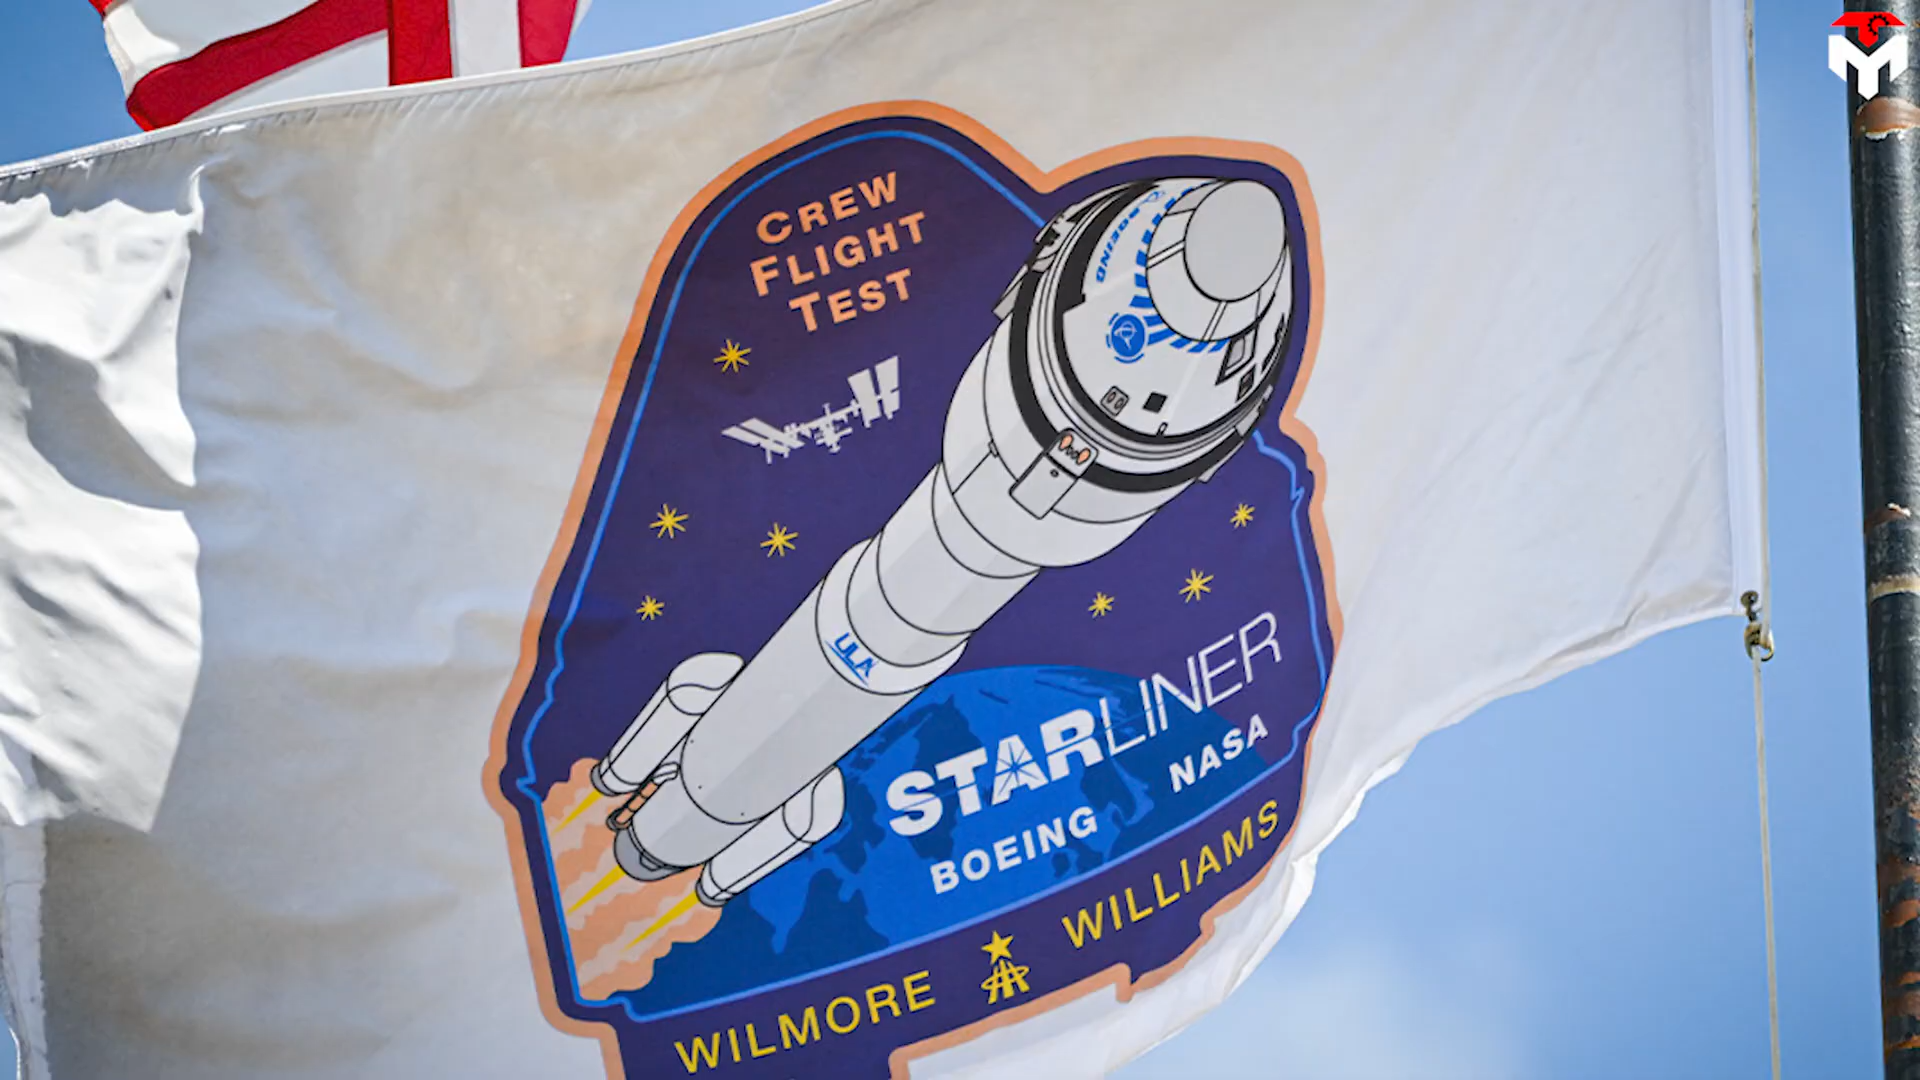 CREW
FLIGHT
TEST
BOEING
ULA
STARLINER
BOEING NASA
WILMORE WILLIAMS